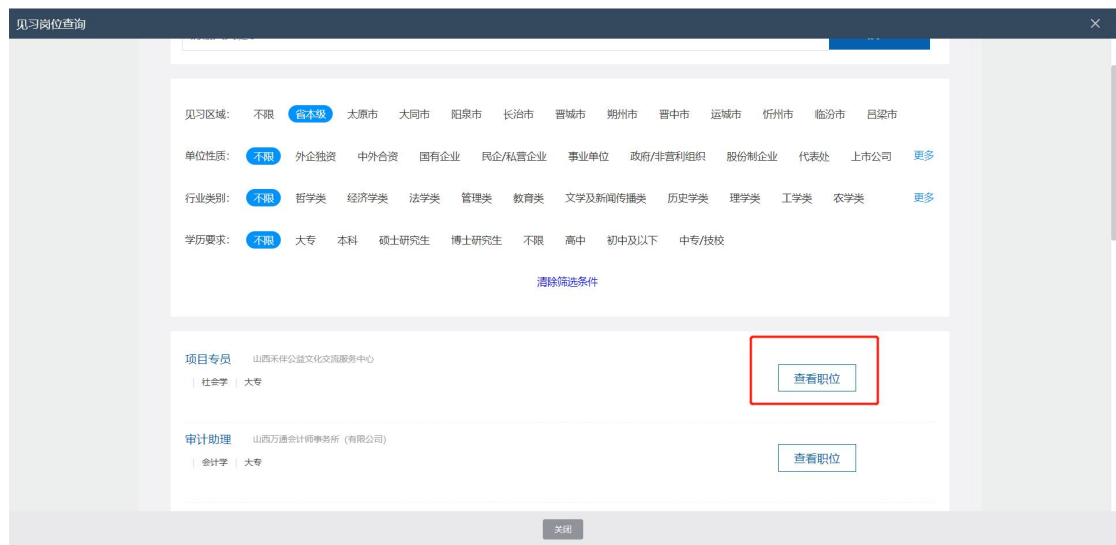 见习岗位查询
见习区域： 不限 省本级 太原市 大同市 阳泉市 长治市 晋城市 朔州市 晋中市 运城市 忻州市 临汾市 吕梁市
单位性质： 不限 外企独资 中外合资 国有企业 民企/私营企业 事业单位 政府/非营利组织 股份制企业 代表处 上市公司 更多
行业类别： 不限 哲学类 经济学类 法学类 管理类 教育类 文学及新闻传播类 历史学类 理学类 工学类 农学类 更多
学历要求： 不限 大专 本科 硕士研究生 博士研究生 不限 高中 初中及以下 中专/技校
清除筛选条件
项目专员 山西禾伴公益文化交流服务中心
社会学 大专
查看职位
审计助理 山西万通会计师事务所（有限公司）
会计学 大专
查看职位
关闭